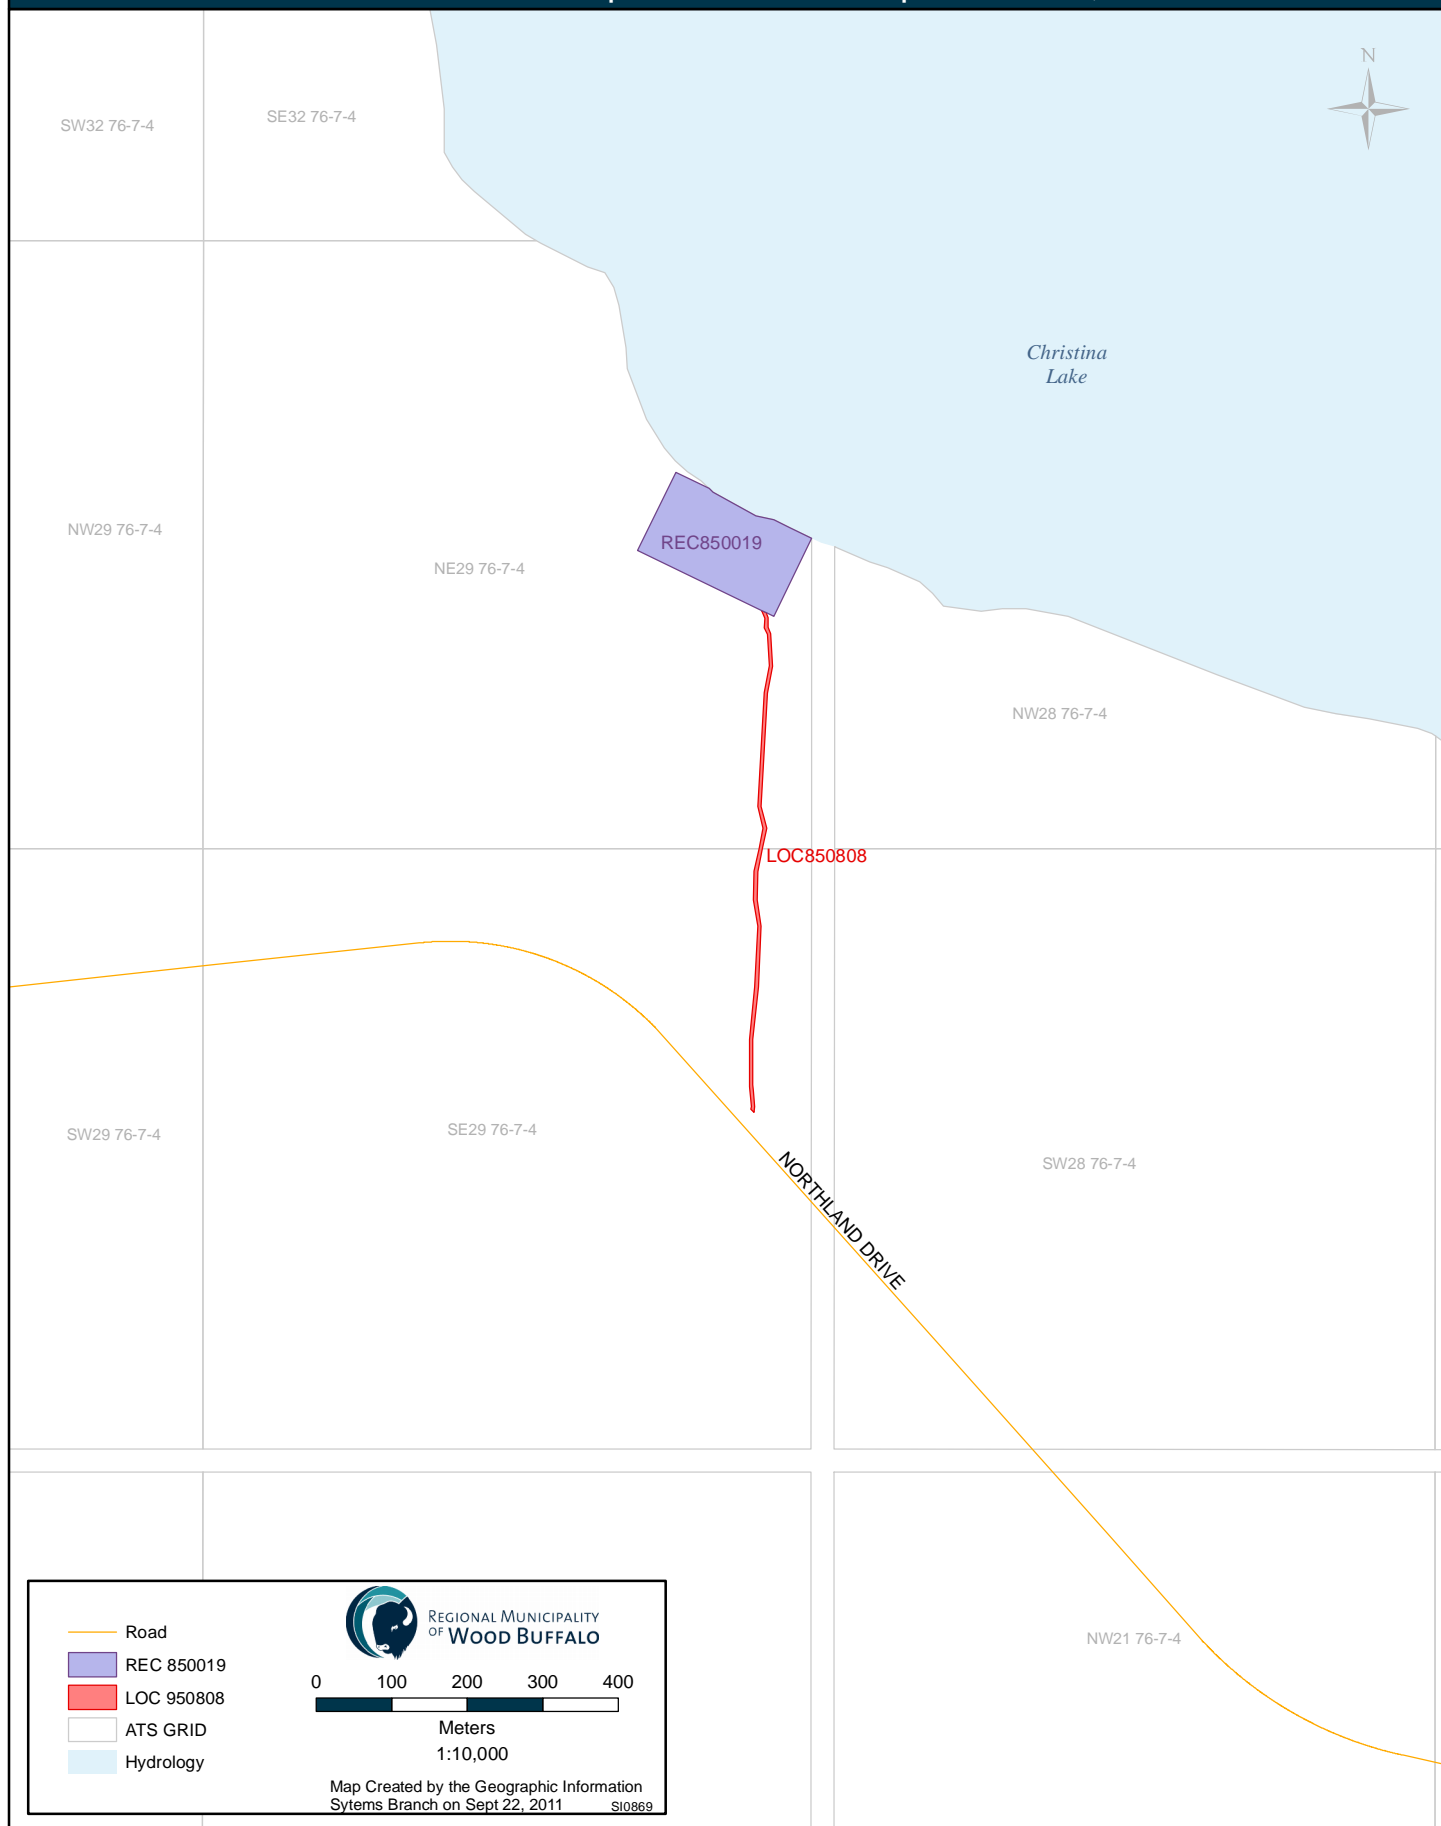 N
SW32 76-7-4
SE32 76-7-4
Christina
Lake
NW29 76-7-4
REC850019
NE29 76-7-4
NW28 76-7-4
LOC850808
SW29 76-7-4
SE29 76-7-4
SW28 76-7-4
NORTHLAND DRIVE
NW21 76-7-4
REGIONAL MUNICIPALITY
OF WOOD BUFFALO
Road
REC 850019
LOC 950808
ATS GRID
Hydrology
0 100 200 300 400
Meters
1:10,000
Map Created by the Geographic Information
Sytems Branch on Sept 22, 2011
SI0869